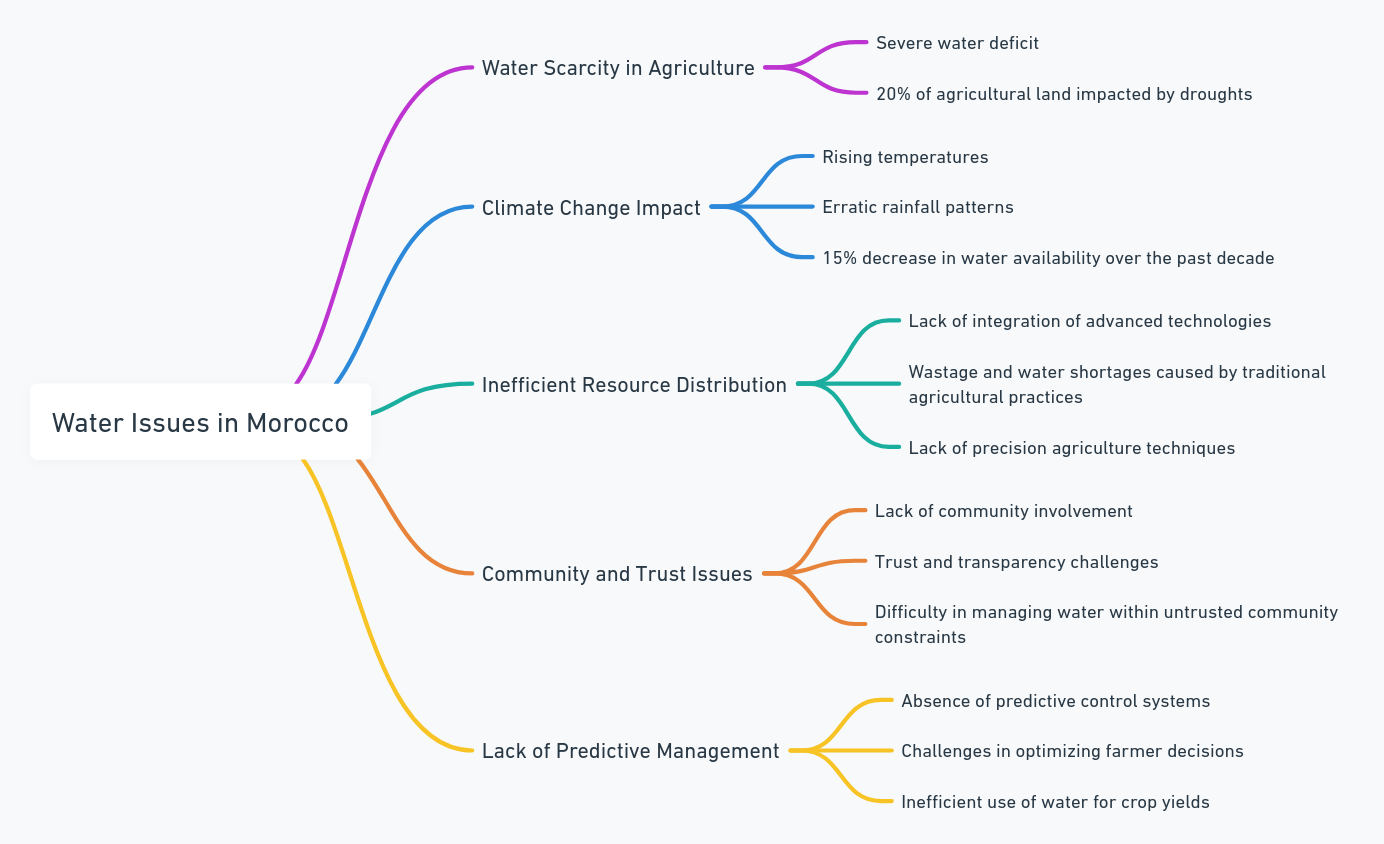 Water Issues in Morocco
Water Scarcity in Agriculture
Severe water deficit
20% of agricultural land impacted by droughts
Climate Change Impact
Rising temperatures
Erratic rainfall patterns
15% decrease in water availability over the past decade
Inefficient Resource Distribution
Lack of integration of advanced technologies
Wastage and water shortages caused by traditional
agricultural practices
Lack of precision agriculture techniques
Community and Trust Issues
Lack of community involvement
Trust and transparency challenges
Difficulty in managing water within untrusted community
constraints
Lack of Predictive Management
Absence of predictive control systems
Challenges in optimizing farmer decisions
Inefficient use of water for crop yields